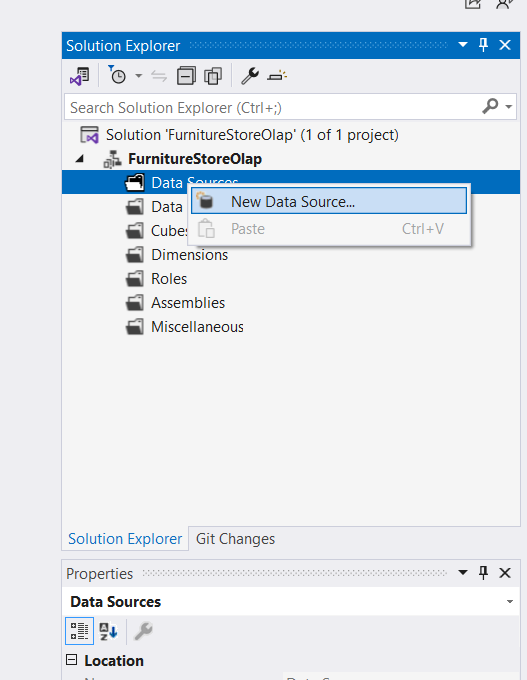 Solution Explorer
Search Solution Explorer (Ctrl+;)
Solution 'FurnitureStoreOlap' (1 of 1 project)
FurnitureStoreOlap
Data Sources
New Data Source...
Data
Paste Ctrl+V
Cubes
Dimensions
Roles
Assemblies
Miscellaneous
Solution Explorer Git Changes
Properties
Data Sources
Location